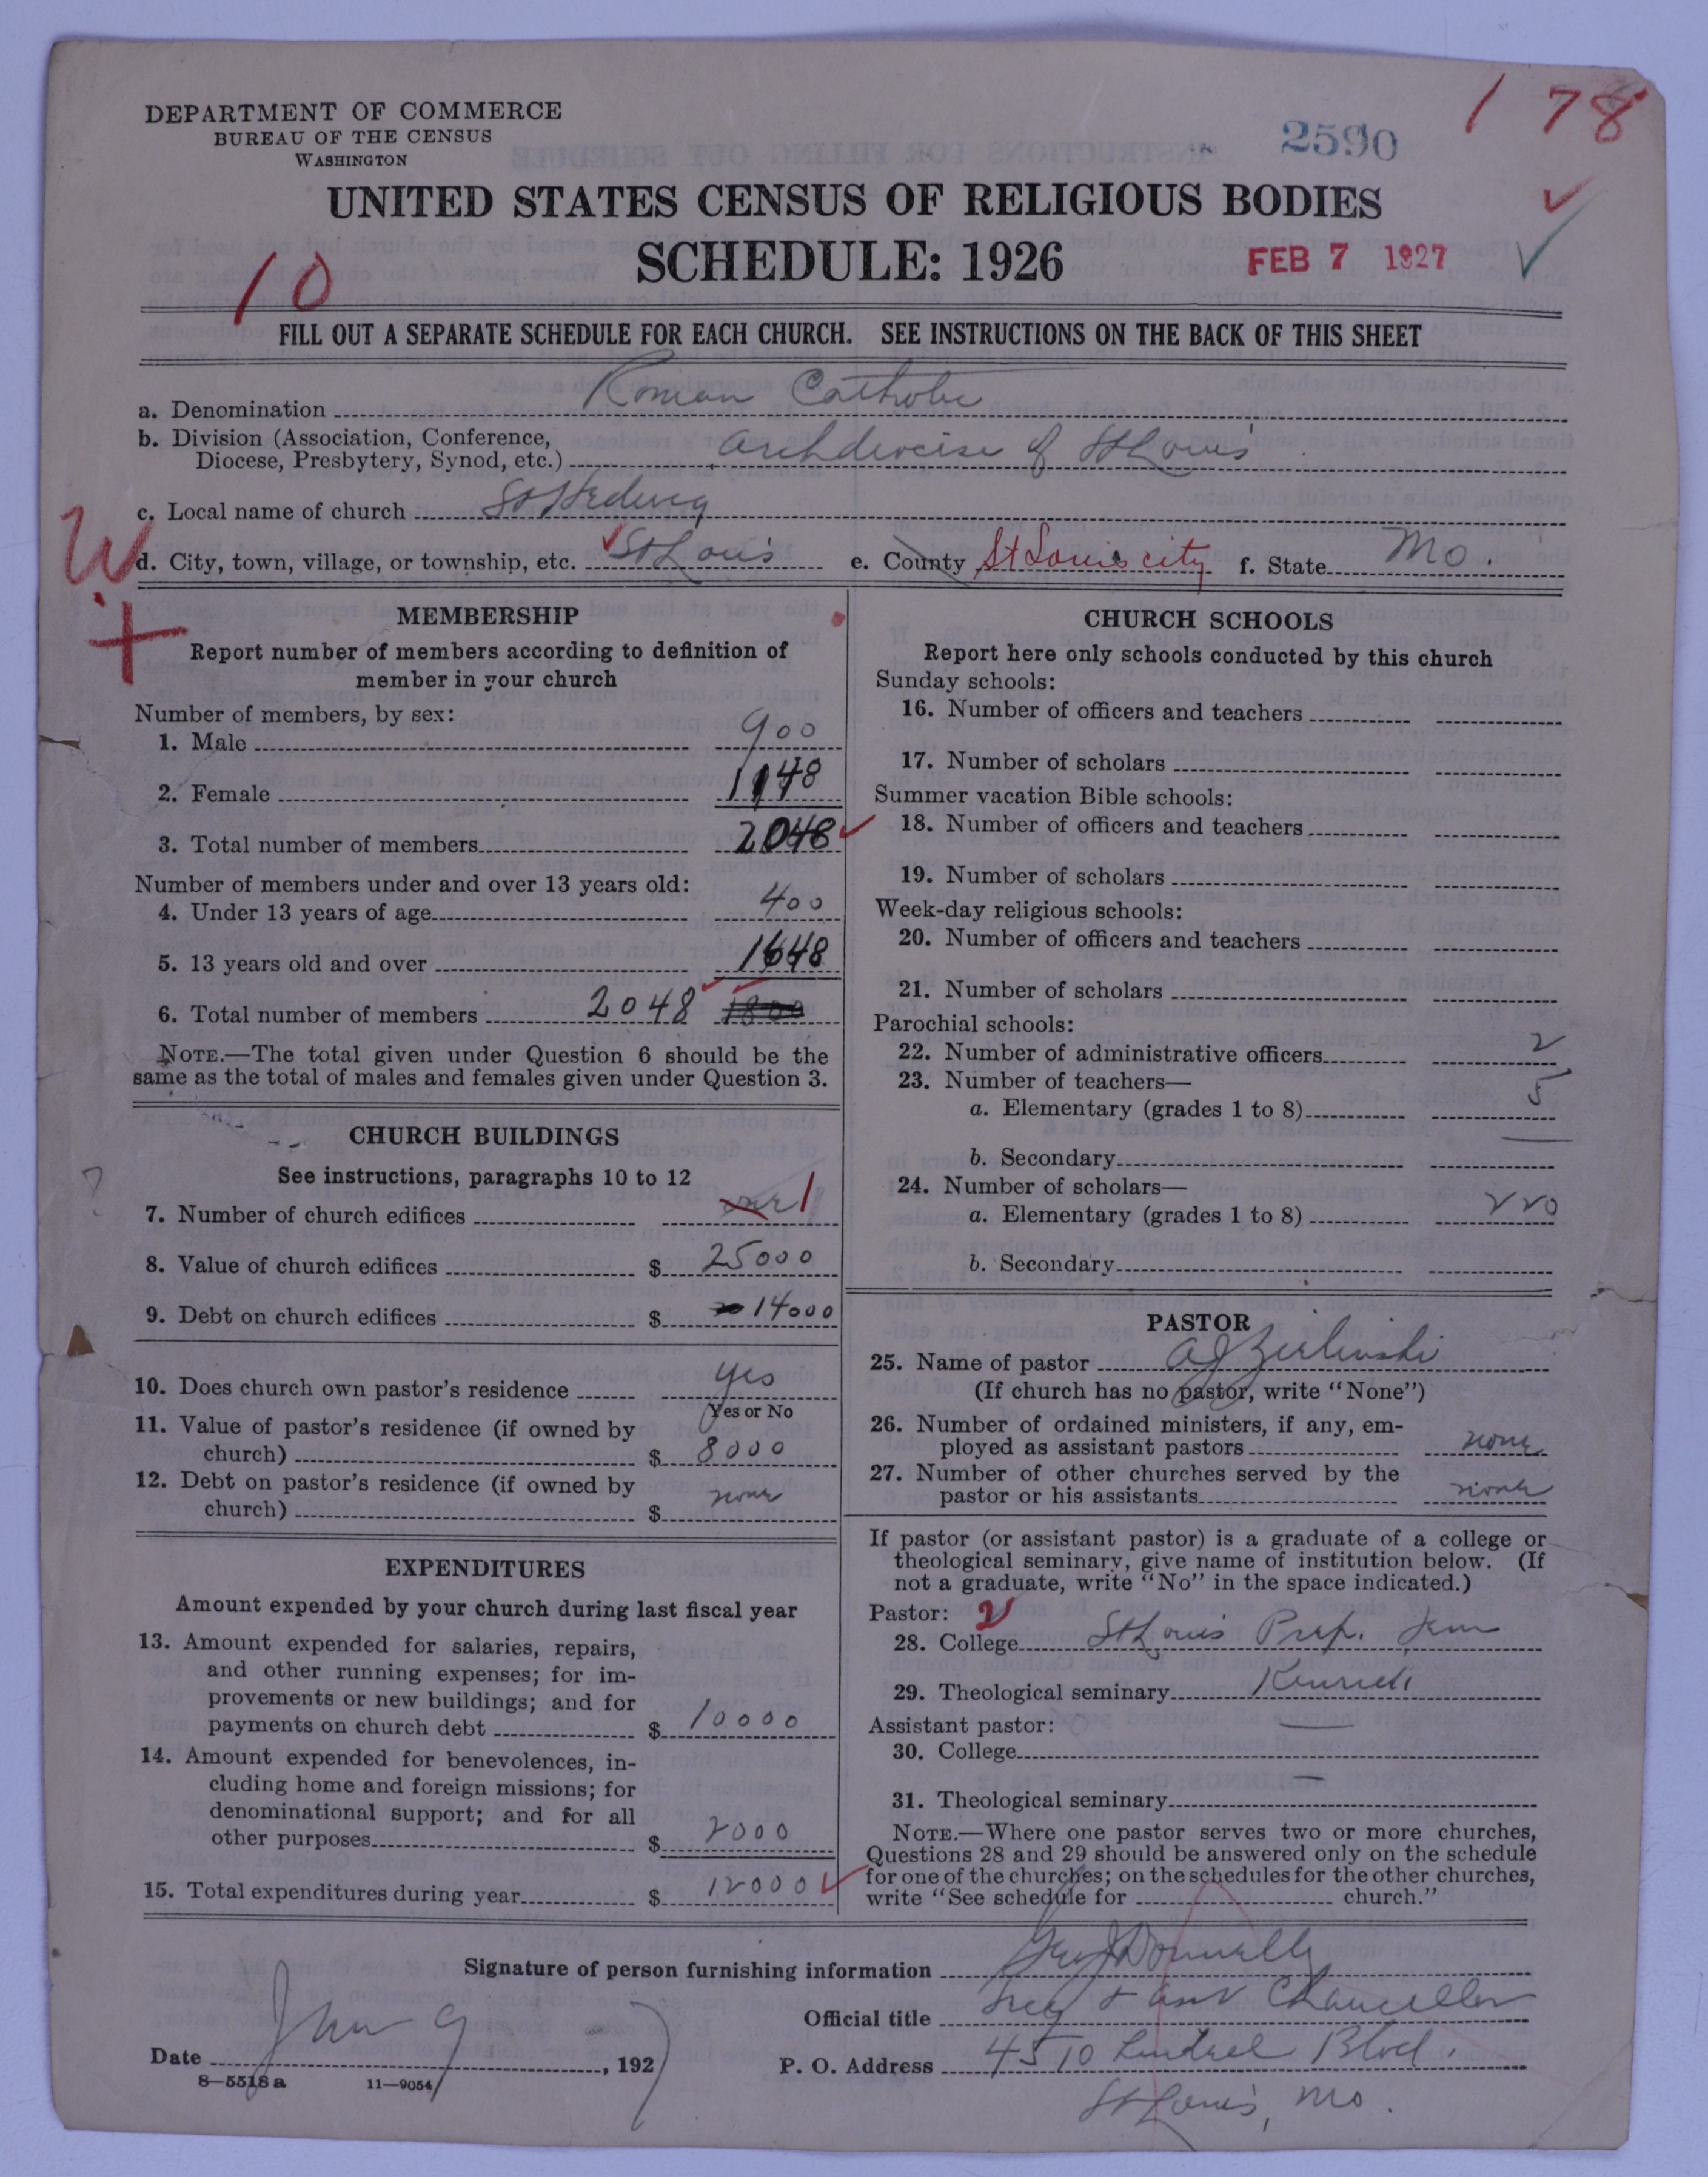 1 78
DEPARTMENT OF COMMERCE
BUREAU OF THE CENSUS
WASHINGTON
2590
UNITED STATES CENSUS OF RELIGIOUS BODIES
SCHEDULE: 1926
FEB 7 1927
10
FILL OUT A SEPARATE SCHEDULE FOR EACH CHURCH. SEE INSTRUCTIONS ON THE BACK OF THIS SHEET
a. Denomination Roman Catholic
b. Division (Association, Conference, Diocese, Presbytery, Synod, etc.) Archdiocese of St Louis
c. Local name of church St Hedwig
d. City, town, village, or township, etc. St Louis e. County St Louis city f. State Mo.
W
+
MEMBERSHIP
Report number of members according to definition of
member in your church
Number of members, by sex:
1. Male 900
2. Female 1148
3. Total number of members 2048
Number of members under and over 13 years old:
4. Under 13 years of age 400
5. 13 years old and over 1648
6. Total number of members 2048 1800
NOTE.—The total given under Question 6 should be the
same as the total of males and females given under Question 3.
CHURCH BUILDINGS
See instructions, paragraphs 10 to 12
7. Number of church edifices one 1
8. Value of church edifices $ 25000
9. Debt on church edifices $ 14000
10. Does church own pastor's residence yes
Yes or No
11. Value of pastor's residence (if owned by
church) $ 8000
12. Debt on pastor's residence (if owned by
church) $ none
EXPENDITURES
Amount expended by your church during last fiscal year
13. Amount expended for salaries, repairs,
and other running expenses; for im-
provements or new buildings; and for
payments on church debt $ 10000
14. Amount expended for benevolences, in-
cluding home and foreign missions; for
denominational support; and for all
other purposes $ 2000
15. Total expenditures during year $ 12000
CHURCH SCHOOLS
Report here only schools conducted by this church
Sunday schools:
16. Number of officers and teachers
17. Number of scholars
Summer vacation Bible schools:
18. Number of officers and teachers
19. Number of scholars
Week-day religious schools:
20. Number of officers and teachers
21. Number of scholars
Parochial schools:
22. Number of administrative officers 2
23. Number of teachers—
a. Elementary (grades 1 to 8) 5
b. Secondary —
24. Number of scholars—
a. Elementary (grades 1 to 8) 220
b. Secondary
PASTOR
25. Name of pastor A J Zielinski
(If church has no pastor, write "None")
26. Number of ordained ministers, if any, em-
ployed as assistant pastors none
27. Number of other churches served by the
pastor or his assistants none
If pastor (or assistant pastor) is a graduate of a college or
theological seminary, give name of institution below. (If
not a graduate, write "No" in the space indicated.)
Pastor: 2
28. College St Louis Prep. Sem
29. Theological seminary Kenrick
Assistant pastor:
30. College —
31. Theological seminary —
NOTE.—Where one pastor serves two or more churches,
Questions 28 and 29 should be answered only on the schedule
for one of the churches; on the schedules for the other churches,
write "See schedule for church."
Signature of person furnishing information Geo J Donnelly
Official title Secy & asst Chancellor
Date Jan 9, 1927 P. O. Address 4510 Lindell Blvd.
8—5518 a 11—9054
St Louis, Mo.